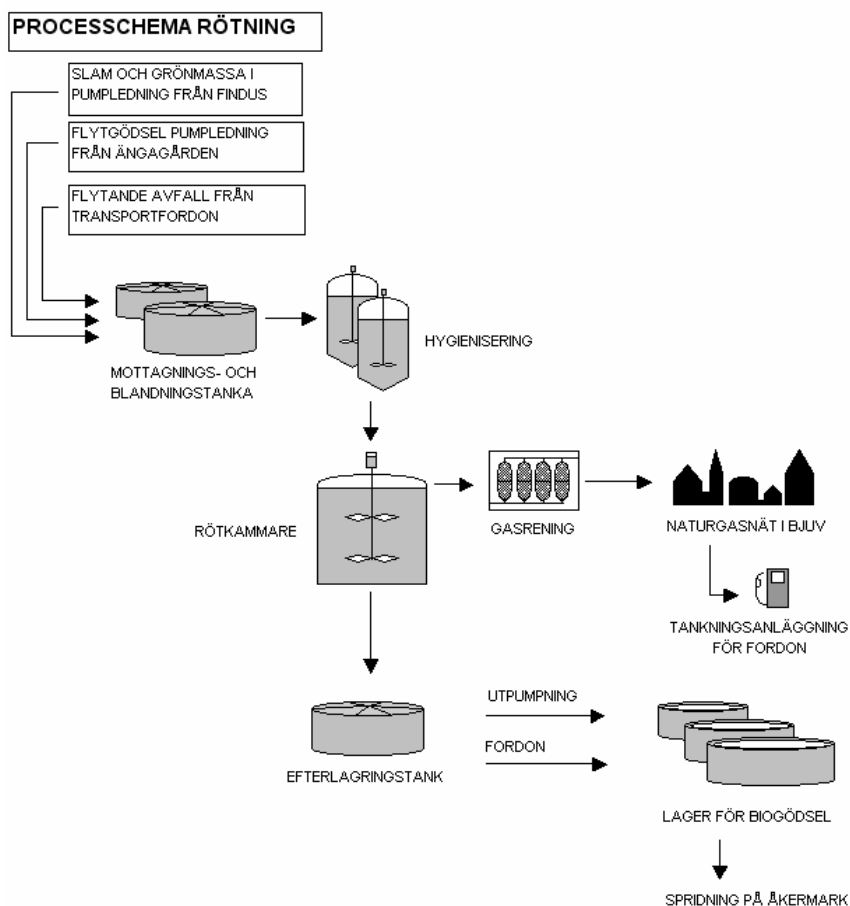 PROCESSCHEMA RÖTNING
SLAM OCH GRÖNMASSA I
PUMPLEDNING FRÅN FINDUS
FLYTGÖDSEL PUMPLEDNING
FRÅN ÄNGAGÅRDEN
FLYTANDE AVFALL FRÅN
TRANSPORTFORDON
MOTTAGNINGS- OCH
BLANDNINGSTANKA
HYGIENISERING
RÖTKAMMARE
GASRENING
NATURGASNÄT I BJUV
TANKNINGSANLÄGGNING
FÖR FORDON
EFTERLAGRINGSTANK
UTPUMPNING
FORDON
LAGER FÖR BIOGÖDSEL
SPRIDNING PÅ ÅKERMARK